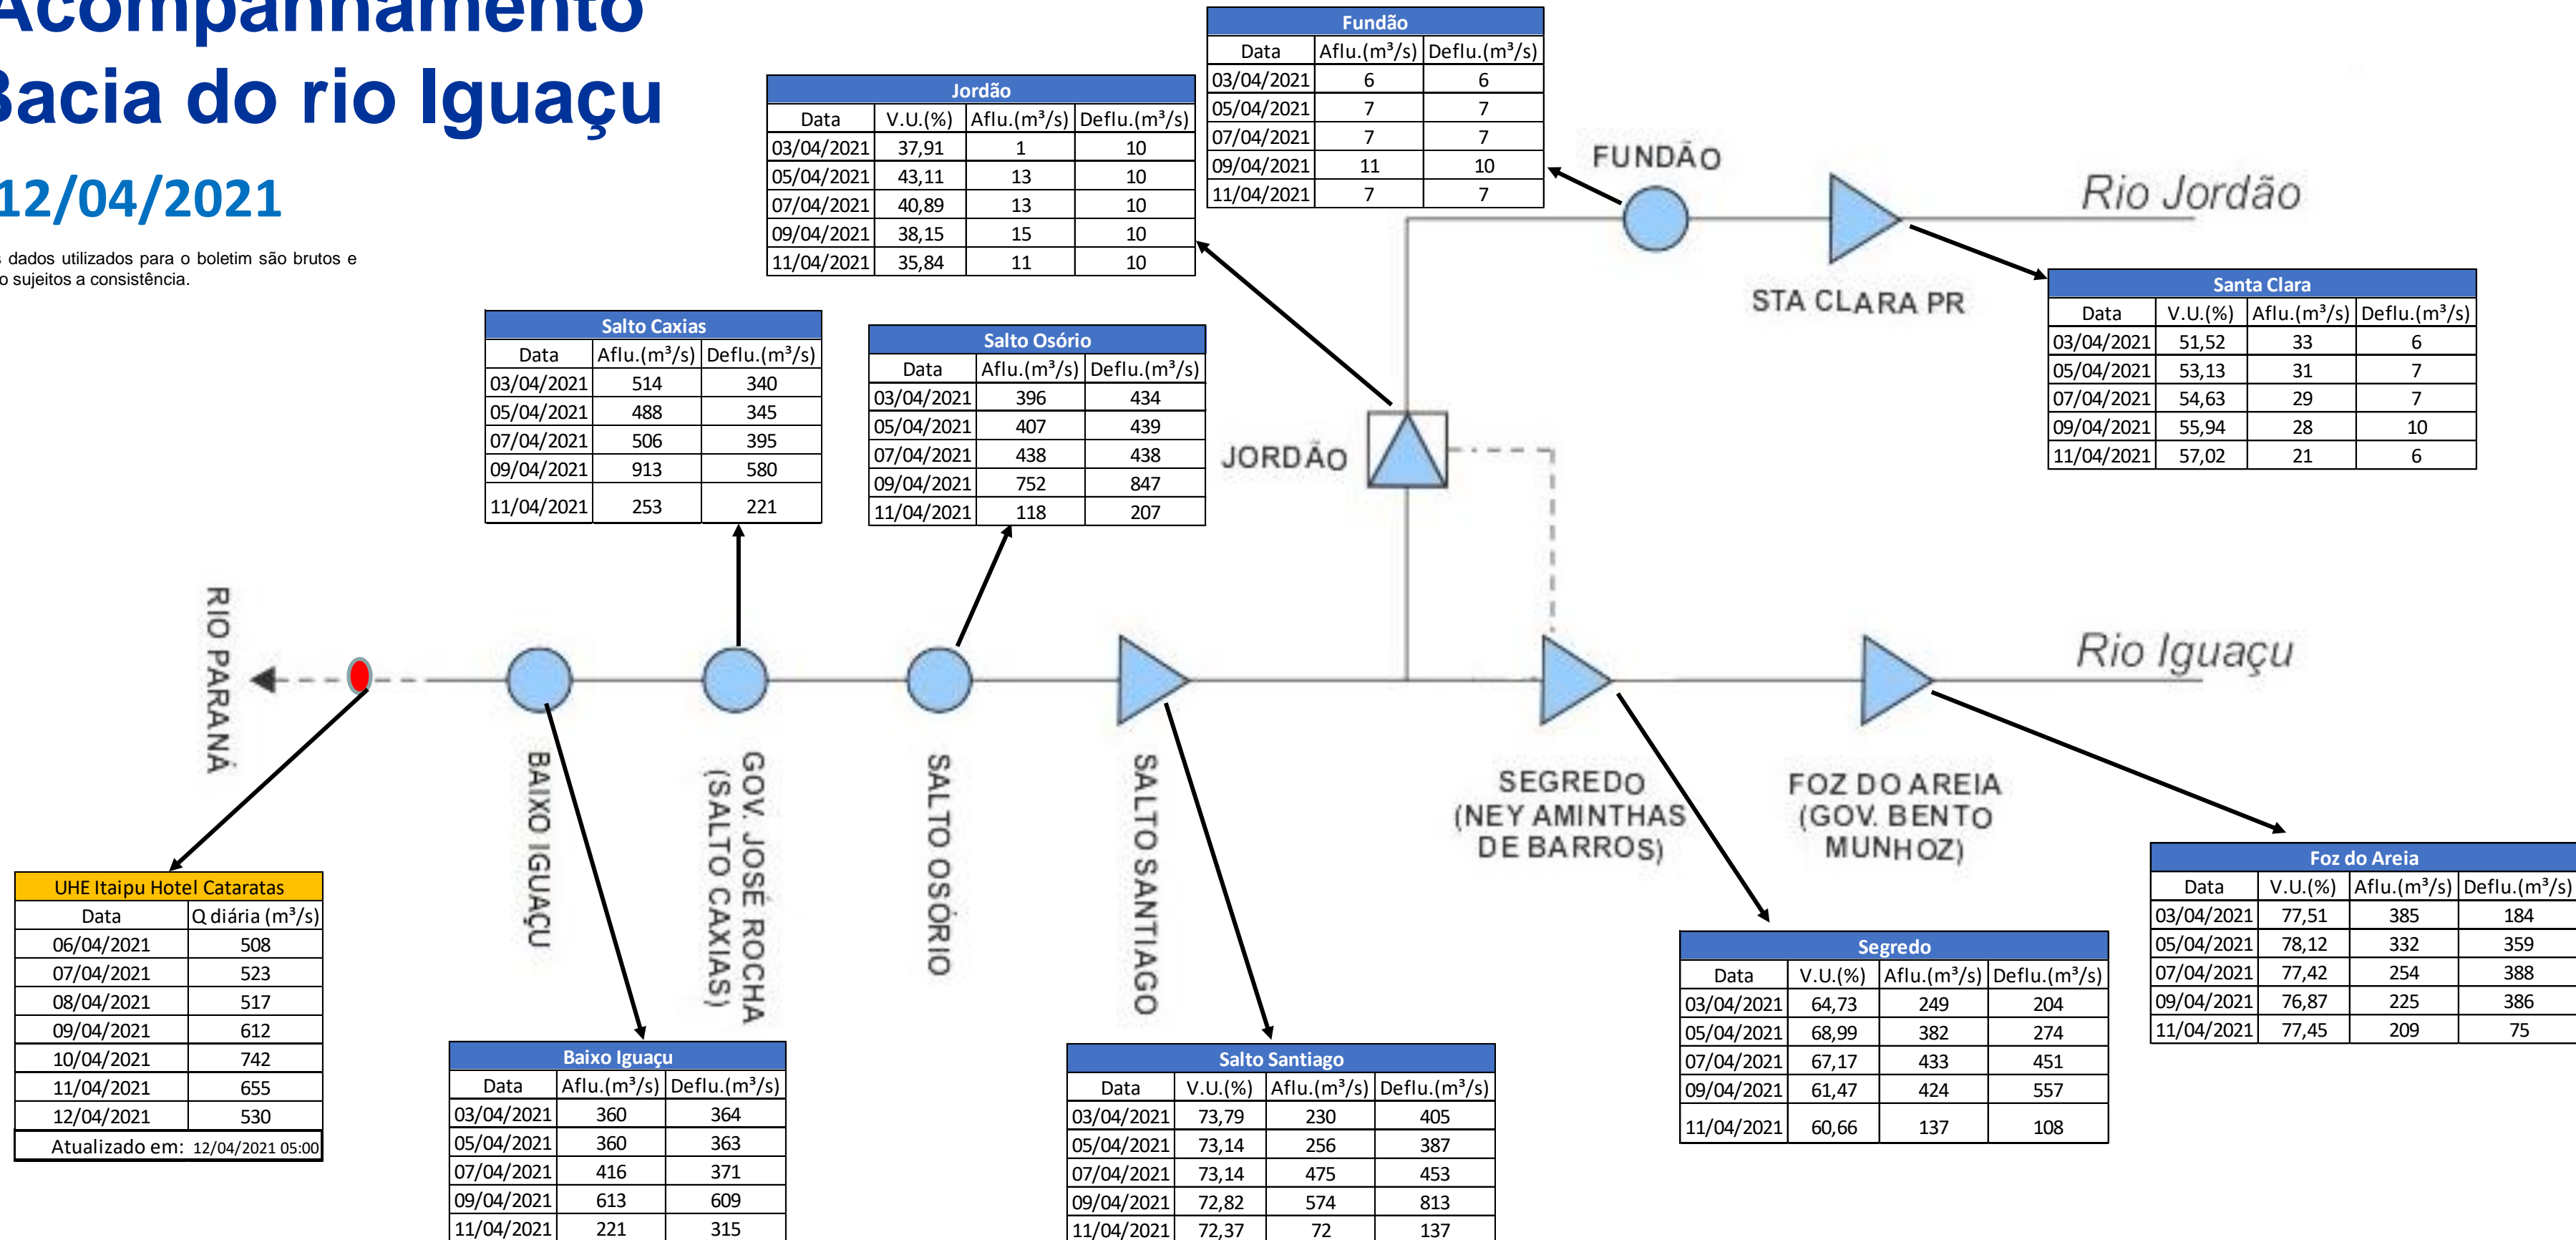 Acompanhamento
Bacia do rio Iguaçu
12/04/2021
dados utilizados para o boletim são brutos e
sujeitos a consistência.
Fundão
Data Aflu.(m³/s) Deflu.(m³/s)
03/04/2021 6 6
05/04/2021 7 7
07/04/2021 7 7
09/04/2021 11 10
11/04/2021 7 7
Jordão
Data V.U.(%) Aflu.(m³/s) Deflu.(m³/s)
03/04/2021 37,91 1 10
05/04/2021 43,11 13 10
07/04/2021 40,89 13 10
09/04/2021 38,15 15 10
11/04/2021 35,84 11 10
FUNDÃO
Rio Jordão
STA CLARA PR
Santa Clara
Data V.U.(%) Aflu.(m³/s) Deflu.(m³/s)
03/04/2021 51,52 33 6
05/04/2021 53,13 31 7
07/04/2021 54,63 29 7
09/04/2021 55,94 28 10
11/04/2021 57,02 21 6
Salto Caxias
Data Aflu.(m³/s) Deflu.(m³/s)
03/04/2021 514 340
05/04/2021 488 345
07/04/2021 506 395
09/04/2021 913 580
11/04/2021 253 221
Salto Osório
Data Aflu.(m³/s) Deflu.(m³/s)
03/04/2021 396 434
05/04/2021 407 439
07/04/2021 438 438
09/04/2021 752 847
11/04/2021 118 207
JORDÃO
RIO PARANÁ
Rio Iguaçu
BAIXO IGUAÇU
GOV. JOSÉ ROCHA
(SALTO CAXIAS)
SALTO OSÓRIO
SALTO SANTIAGO
SEGREDO
(NEY AMINTHAS
DE BARROS)
FOZ DO AREIA
(GOV. BENTO
MUNHOZ)
UHE Itaipu Hotel Cataratas
Data Q diária (m³/s)
06/04/2021 508
07/04/2021 523
08/04/2021 517
09/04/2021 612
10/04/2021 742
11/04/2021 655
12/04/2021 530
Atualizado em: 12/04/2021 05:00
Baixo Iguaçu
Data Aflu.(m³/s) Deflu.(m³/s)
03/04/2021 360 364
05/04/2021 360 363
07/04/2021 416 371
09/04/2021 613 609
11/04/2021 221 315
Salto Santiago
Data V.U.(%) Aflu.(m³/s) Deflu.(m³/s)
03/04/2021 73,79 230 405
05/04/2021 73,14 256 387
07/04/2021 73,14 475 453
09/04/2021 72,82 574 813
11/04/2021 72,37 72 137
Segredo
Data V.U.(%) Aflu.(m³/s) Deflu.(m³/s)
03/04/2021 64,73 249 204
05/04/2021 68,99 382 274
07/04/2021 67,17 433 451
09/04/2021 61,47 424 557
11/04/2021 60,66 137 108
Foz do Areia
Data V.U.(%) Aflu.(m³/s) Deflu.(m³/s)
03/04/2021 77,51 385 184
05/04/2021 78,12 332 359
07/04/2021 77,42 254 388
09/04/2021 76,87 225 386
11/04/2021 77,45 209 75